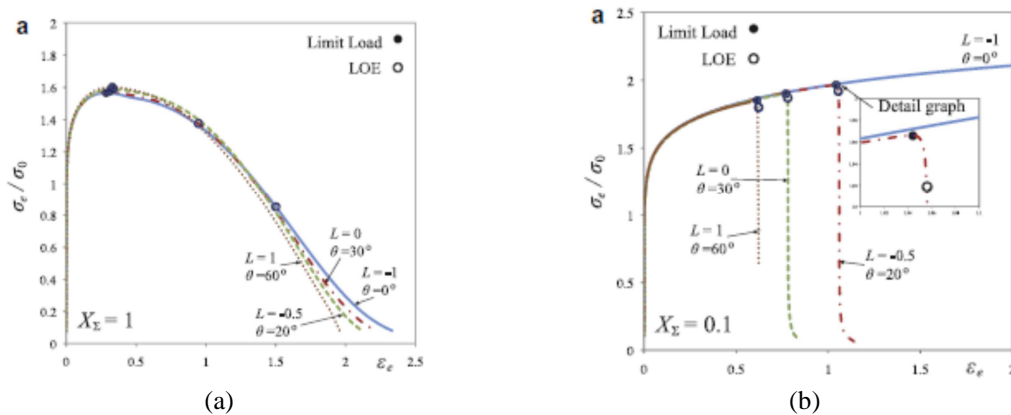 a
2
1.8
1.6
1.4
1.2
1
0.8
0.6
0.4
0.2
0
σe / σ0
Limit Load ●
LOE ○
L = 0
θ =30°
L = 1
θ =60°
L = -1
θ =0°
L = -0.5
θ =20°
XΣ = 1
0 0.5 1 1.5 2 2.5
εe
(a)
a
2.5
2
1.5
1
0.5
0
σe / σ0
Limit Load ●
LOE ○
L = -1
θ =0°
Detail graph
L = 0
θ =30°
L = 1
θ =60°
L = -0.5
θ =20°
XΣ = 0.1
0 0.5 1 1.5 2
εe
(b)